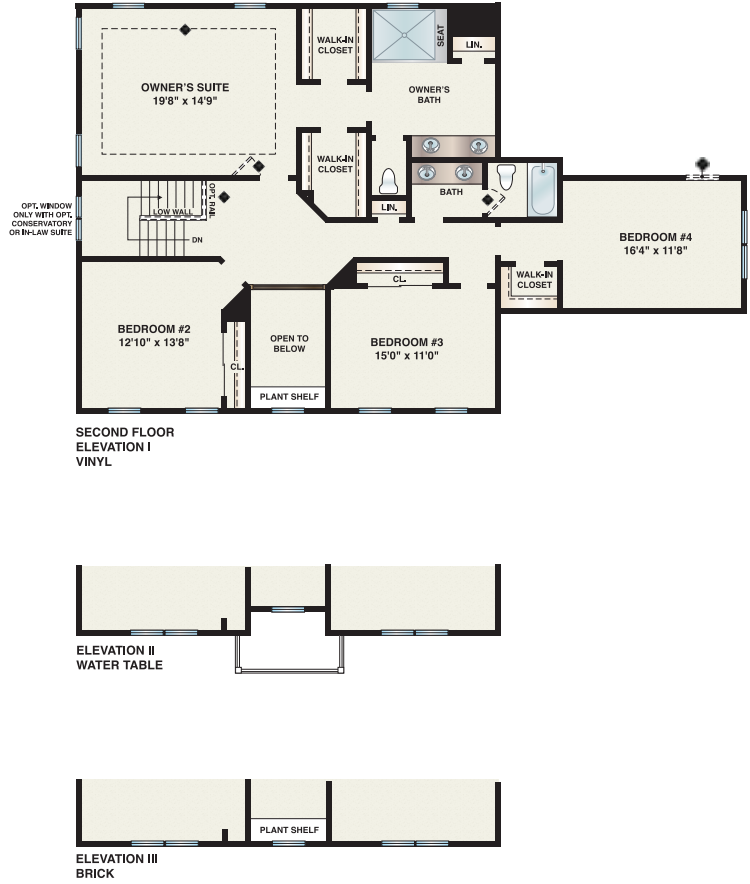 WALK-IN
CLOSET
SEAT
LIN.
OWNER'S SUITE
19'8" x 14'9"
OWNER'S
BATH
WALK-IN
CLOSET
BATH
OPT. RAIL
LOW WALL
LIN.
OPT. WINDOW
ONLY WITH OPT.
CONSERVATORY
OR IN-LAW SUITE
DN
BEDROOM #4
16'4" x 11'8"
CL.
WALK-IN
CLOSET
BEDROOM #2
12'10" x 13'8"
OPEN TO
BELOW
BEDROOM #3
15'0" x 11'0"
CL.
PLANT SHELF
SECOND FLOOR
ELEVATION I
VINYL
ELEVATION II
WATER TABLE
PLANT SHELF
ELEVATION III
BRICK